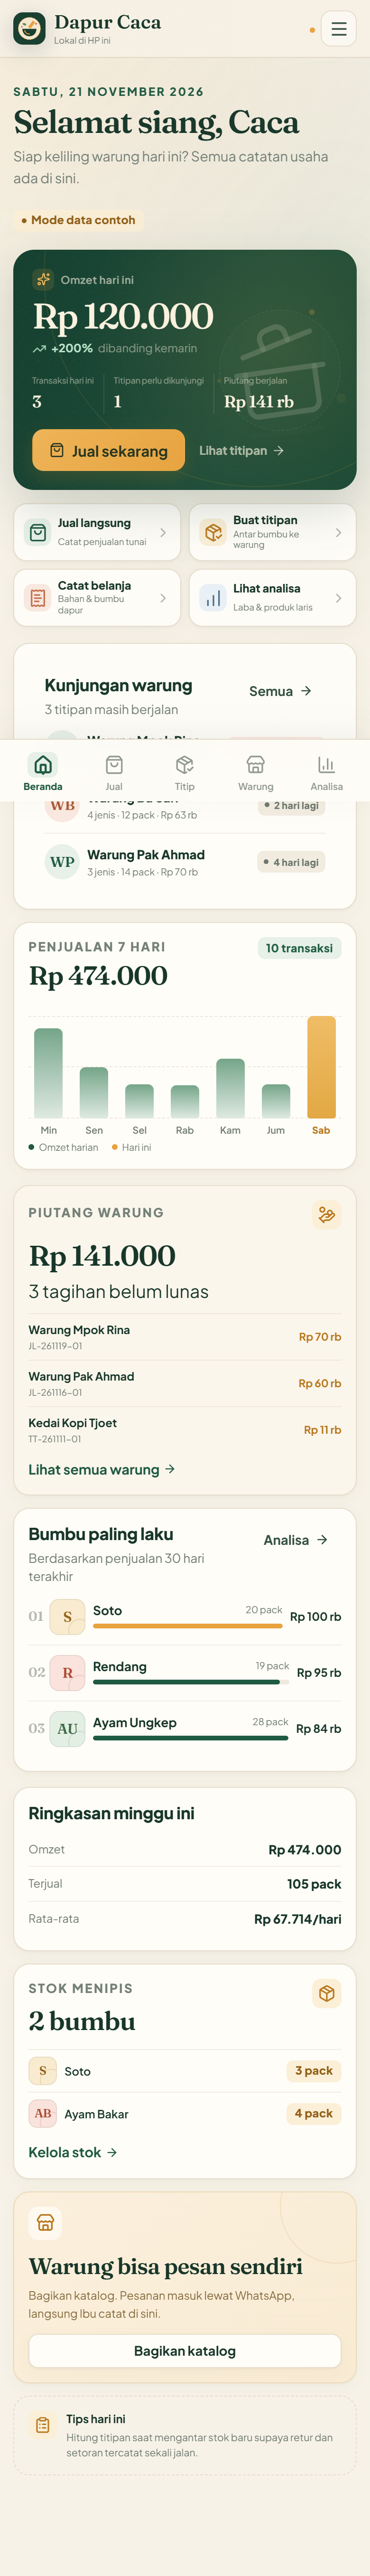 Dapur Caca
Lokal di HP ini
SABTU, 21 NOVEMBER 2026
Selamat siang, Caca
Siap keliling warung hari ini? Semua catatan usaha
ada di sini.
Mode data contoh
Omzet hari ini
Rp 120.000
+200% dibanding kemarin
Transaksi hari ini
3
Titipan perlu dikunjungi
1
Piutang berjalan
Rp 141 rb
Jual sekarang
Lihat titipan
Jual langsung
Catat penjualan tunai
Buat titipan
Antar bumbu ke
warung
Catat belanja
Bahan & bumbu
dapur
Lihat analisa
Laba & produk laris
Kunjungan warung
3 titipan masih berjalan
Semua
Beranda
Jual
Titip
Warung
Analisa
WB
4 jenis · 12 pack · Rp 63 rb
2 hari lagi
WP
Warung Pak Ahmad
3 jenis · 14 pack · Rp 70 rb
4 hari lagi
PENJUALAN 7 HARI
Rp 474.000
10 transaksi
Min Sen Sel Rab Kam Jum Sab
Omzet harian Hari ini
PIUTANG WARUNG
Rp 141.000
3 tagihan belum lunas
Warung Mpok Rina
JL-261119-01
Rp 70 rb
Warung Pak Ahmad
JL-261116-01
Rp 60 rb
Kedai Kopi Tjoet
TT-261111-01
Rp 11 rb
Lihat semua warung
Bumbu paling laku
Berdasarkan penjualan 30 hari
terakhir
Analisa
01 S Soto 20 pack Rp 100 rb
02 R Rendang 19 pack Rp 95 rb
03 AU Ayam Ungkep 28 pack Rp 84 rb
Ringkasan minggu ini
Omzet Rp 474.000
Terjual 105 pack
Rata-rata Rp 67.714/hari
STOK MENIPIS
2 bumbu
S Soto 3 pack
AB Ayam Bakar 4 pack
Kelola stok
Warung bisa pesan sendiri
Bagikan katalog. Pesanan masuk lewat WhatsApp,
langsung Ibu catat di sini.
Bagikan katalog
Tips hari ini
Hitung titipan saat mengantar stok baru supaya retur dan
setoran tercatat sekali jalan.